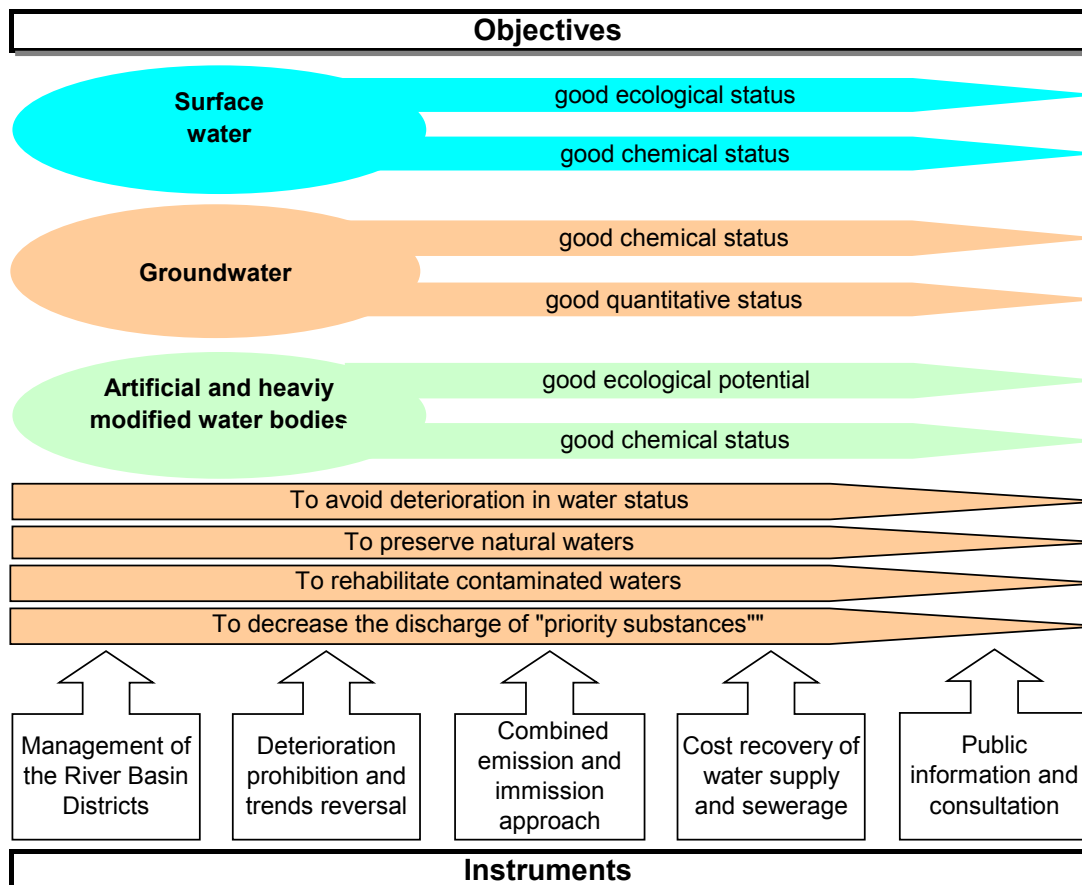 Objectives
Surface
water
good ecological status
good chemical status
Groundwater
good chemical status
good quantitative status
Artificial and heaviy
modified water bodies
good ecological potential
good chemical status
To avoid deterioration in water status
To preserve natural waters
To rehabilitate contaminated waters
To decrease the discharge of "priority substances""
Management of
the River Basin
Districts
Deterioration
prohibition and
trends reversal
Combined
emission and
immission
approach
Cost recovery of
water supply
and sewerage
Public
information and
consultation
Instruments